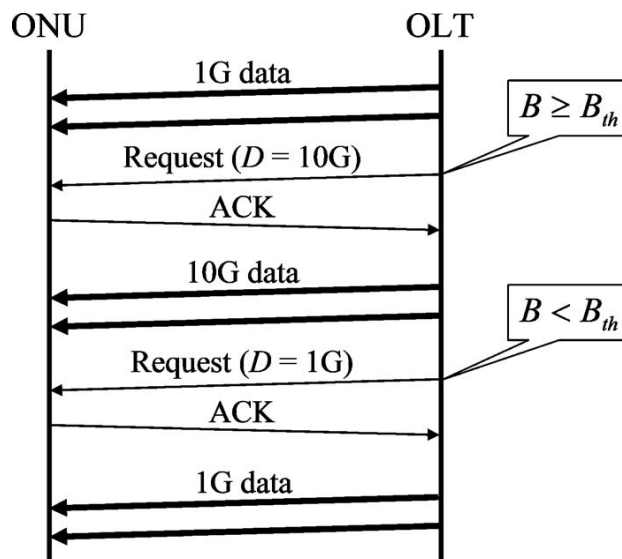 ONU OLT
1G data
B ≥ B_th
Request (D = 10G)
ACK
10G data
B < B_th
Request (D = 1G)
ACK
1G data